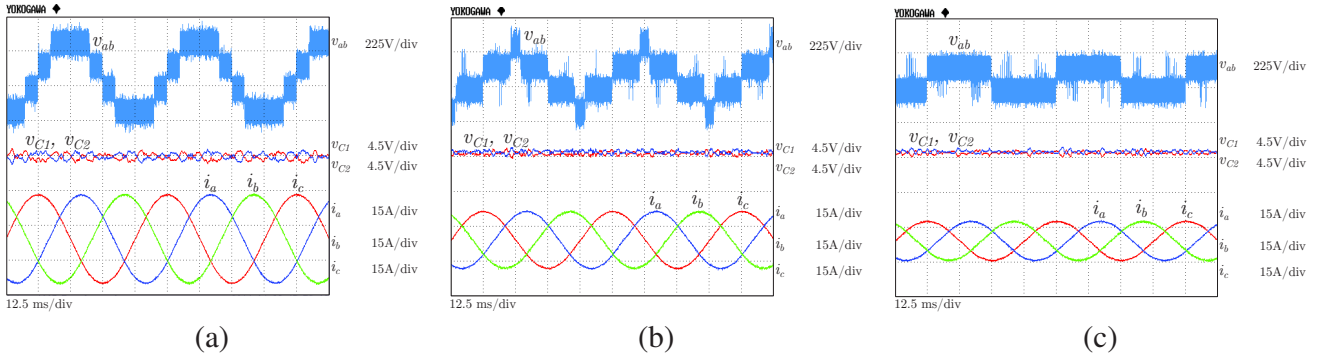 YOKOGAWA ◆
v_ab
v_ab 225V/div
v_C1, v_C2
v_C1 4.5V/div
v_C2 4.5V/div
i_a i_b i_c
i_a 15A/div
i_b 15A/div
i_c 15A/div
12.5 ms/div
(a)
YOKOGAWA ◆
v_ab
v_ab 225V/div
v_C1, v_C2
v_C1 4.5V/div
v_C2 4.5V/div
i_a i_b i_c
i_a 15A/div
i_b 15A/div
i_c 15A/div
12.5 ms/div
(b)
YOKOGAWA ◆
v_ab
v_ab 225V/div
v_C1, v_C2
v_C1 4.5V/div
v_C2 4.5V/div
i_a i_b i_c
i_a 15A/div
i_b 15A/div
i_c 15A/div
12.5 ms/div
(c)